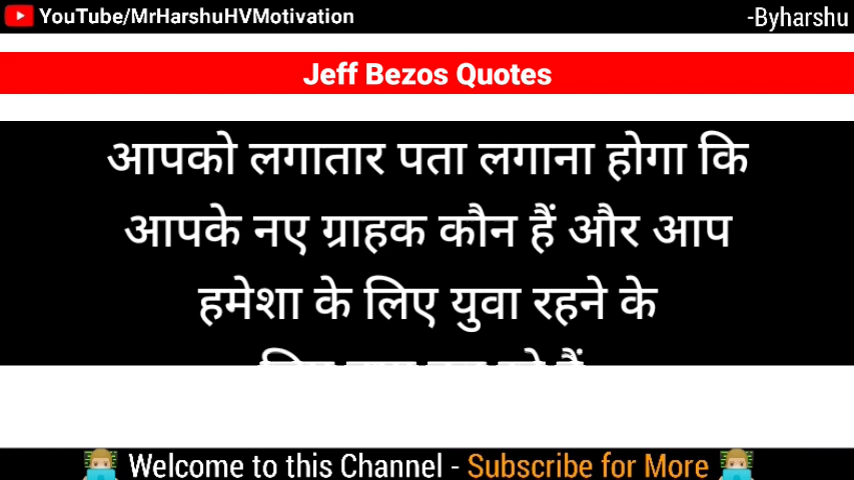 YouTube/MrHarshuHVMotivation
-Byharshu
Jeff Bezos Quotes
आपको लगातार पता लगाना होगा कि
आपके नए ग्राहक कौन हैं और आप
हमेशा के लिए युवा रहने के
Welcome to this Channel - Subscribe for More